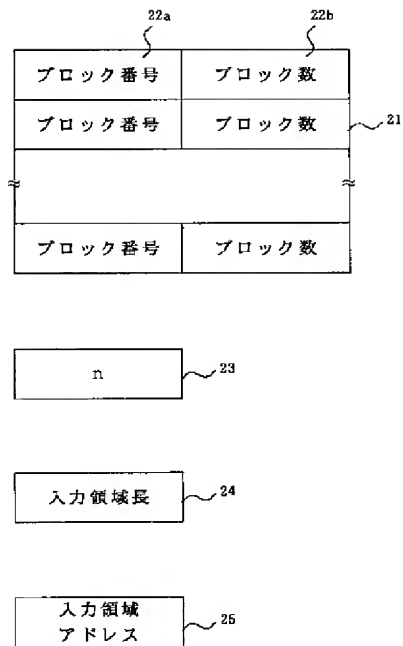 22a 22b
ブロック番号 ブロック数
ブロック番号 ブロック数 21
ブロック番号 ブロック数
n 23
入力領域長 24
入力領域
アドレス 25